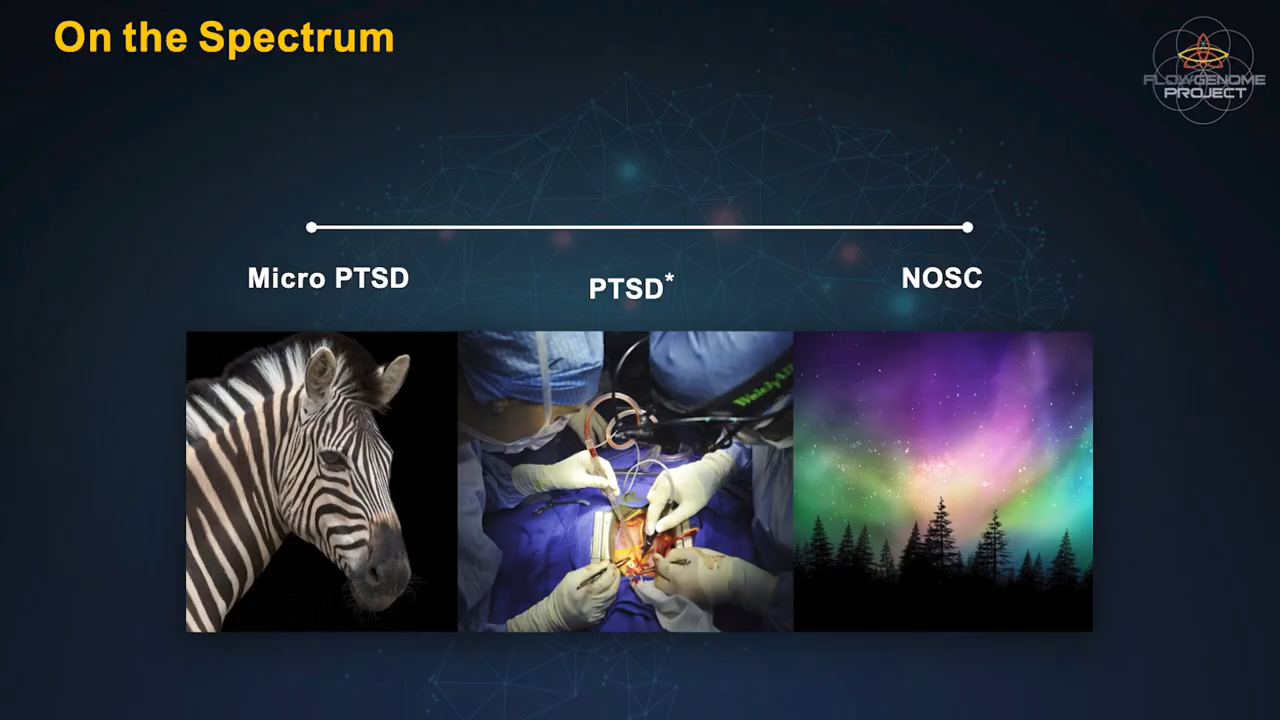 On the Spectrum
FLOWGENOME
PROJECT
Micro PTSD
PTSD*
NOSC